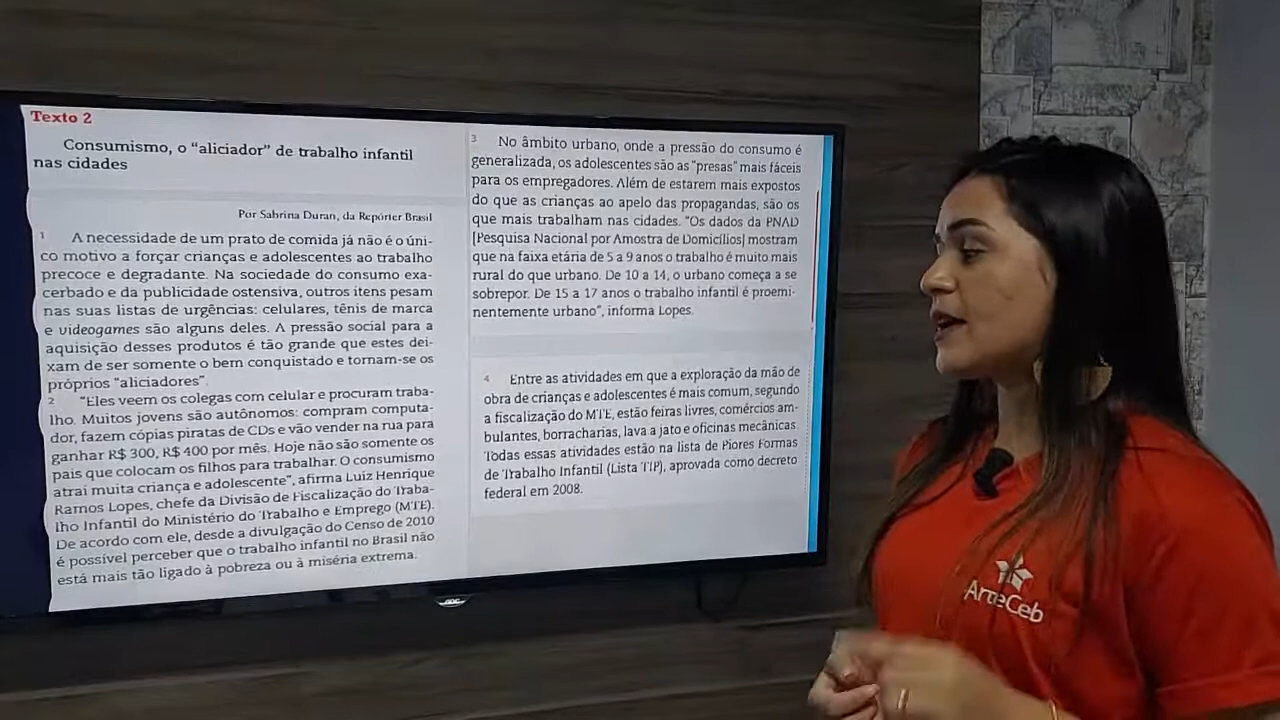 Texto 2
Consumismo, o “aliciador” de trabalho infantil
nas cidades
Por Sabrina Duran, da Repórter Brasil
1 A necessidade de um prato de comida já não é o úni-
co motivo a forçar crianças e adolescentes ao trabalho
precoce e degradante. Na sociedade do consumo exa-
cerbado e da publicidade ostensiva, outros itens pesam
nas suas listas de urgências: celulares, tênis de marca
e videogames são alguns deles. A pressão social para a
aquisição desses produtos é tão grande que estes dei-
xam de ser somente o bem conquistado e tornam-se os
próprios “aliciadores”.
2 “Eles veem os colegas com celular e procuram traba-
lho. Muitos jovens são autônomos: compram computa-
dor, fazem cópias piratas de CDs e vão vender na rua para
ganhar R$ 300, R$ 400 por mês. Hoje não são somente os
pais que colocam os filhos para trabalhar. O consumismo
atrai muita criança e adolescente”, afirma Luiz Henrique
Ramos Lopes, chefe da Divisão de Fiscalização do Traba-
lho Infantil do Ministério do Trabalho e Emprego (MTE).
De acordo com ele, desde a divulgação do Censo de 2010
é possível perceber que o trabalho infantil no Brasil não
está mais tão ligado à pobreza ou à miséria extrema.
3 No âmbito urbano, onde a pressão do consumo é
generalizada, os adolescentes são as “presas” mais fáceis
para os empregadores. Além de estarem mais expostos
do que as crianças ao apelo das propagandas, são os
que mais trabalham nas cidades. “Os dados da PNAD
[Pesquisa Nacional por Amostra de Domicílios] mostram
que na faixa etária de 5 a 9 anos o trabalho é muito mais
rural do que urbano. De 10 a 14, o urbano começa a se
sobrepor. De 15 a 17 anos o trabalho infantil é proemi-
nentemente urbano”, informa Lopes.
4 Entre as atividades em que a exploração da mão de
obra de crianças e adolescentes é mais comum, segundo
a fiscalização do MTE, estão feiras livres, comércios am-
bulantes, borracharias, lava a jato e oficinas mecânicas.
Todas essas atividades estão na lista de Piores Formas
de Trabalho Infantil (Lista TIP), aprovada como decreto
federal em 2008.
AOC
ArteCeb